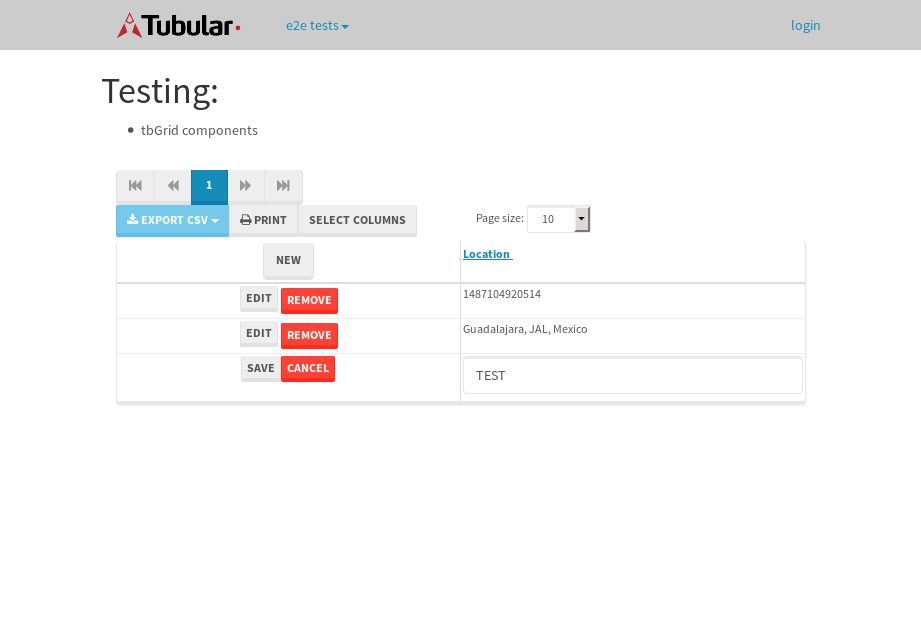 Tubular. e2e tests login
Testing:
tbGrid components
1
EXPORT CSV PRINT SELECT COLUMNS Page size: 10
NEW Location
EDIT REMOVE 1487104920514
EDIT REMOVE Guadalajara, JAL, Mexico
SAVE CANCEL TEST